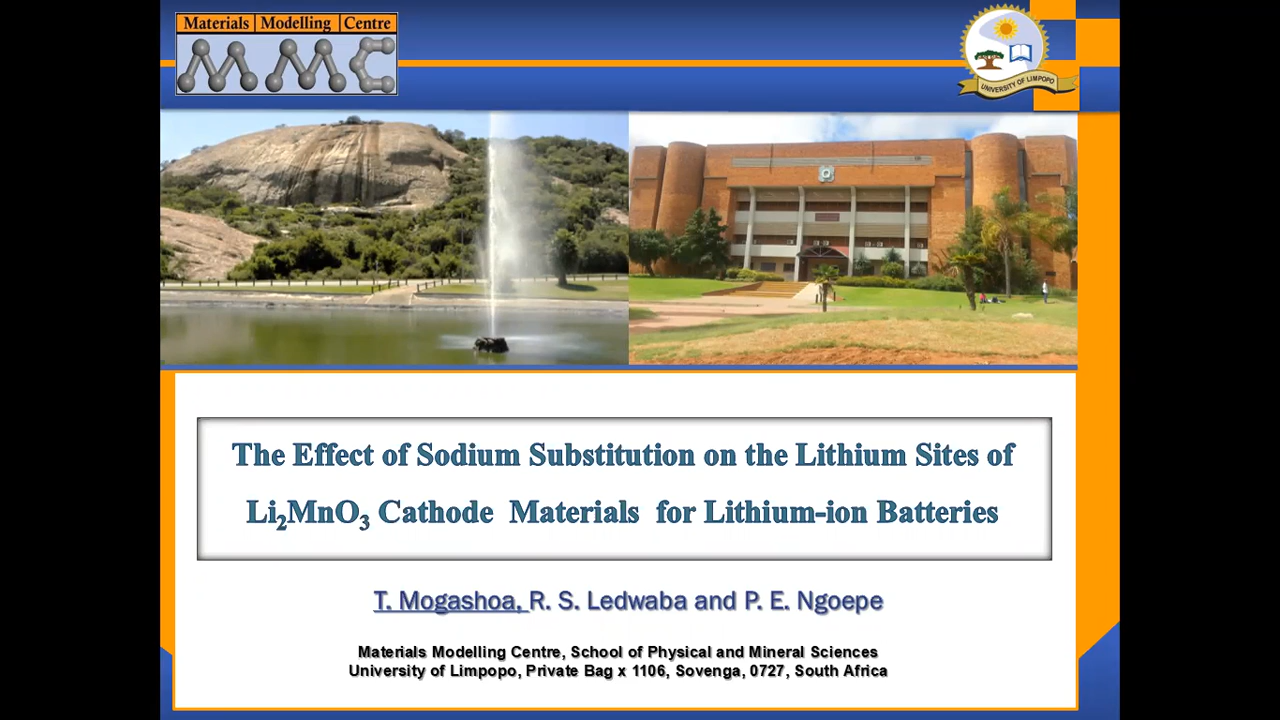 Materials | Modelling | Centre
MMC
UNIVERSITY OF LIMPOPO
The Effect of Sodium Substitution on the Lithium Sites of
Li₂MnO₃ Cathode Materials for Lithium-ion Batteries
T. Mogashoa, R. S. Ledwaba and P. E. Ngoepe
Materials Modelling Centre, School of Physical and Mineral Sciences
University of Limpopo, Private Bag x 1106, Sovenga, 0727, South Africa